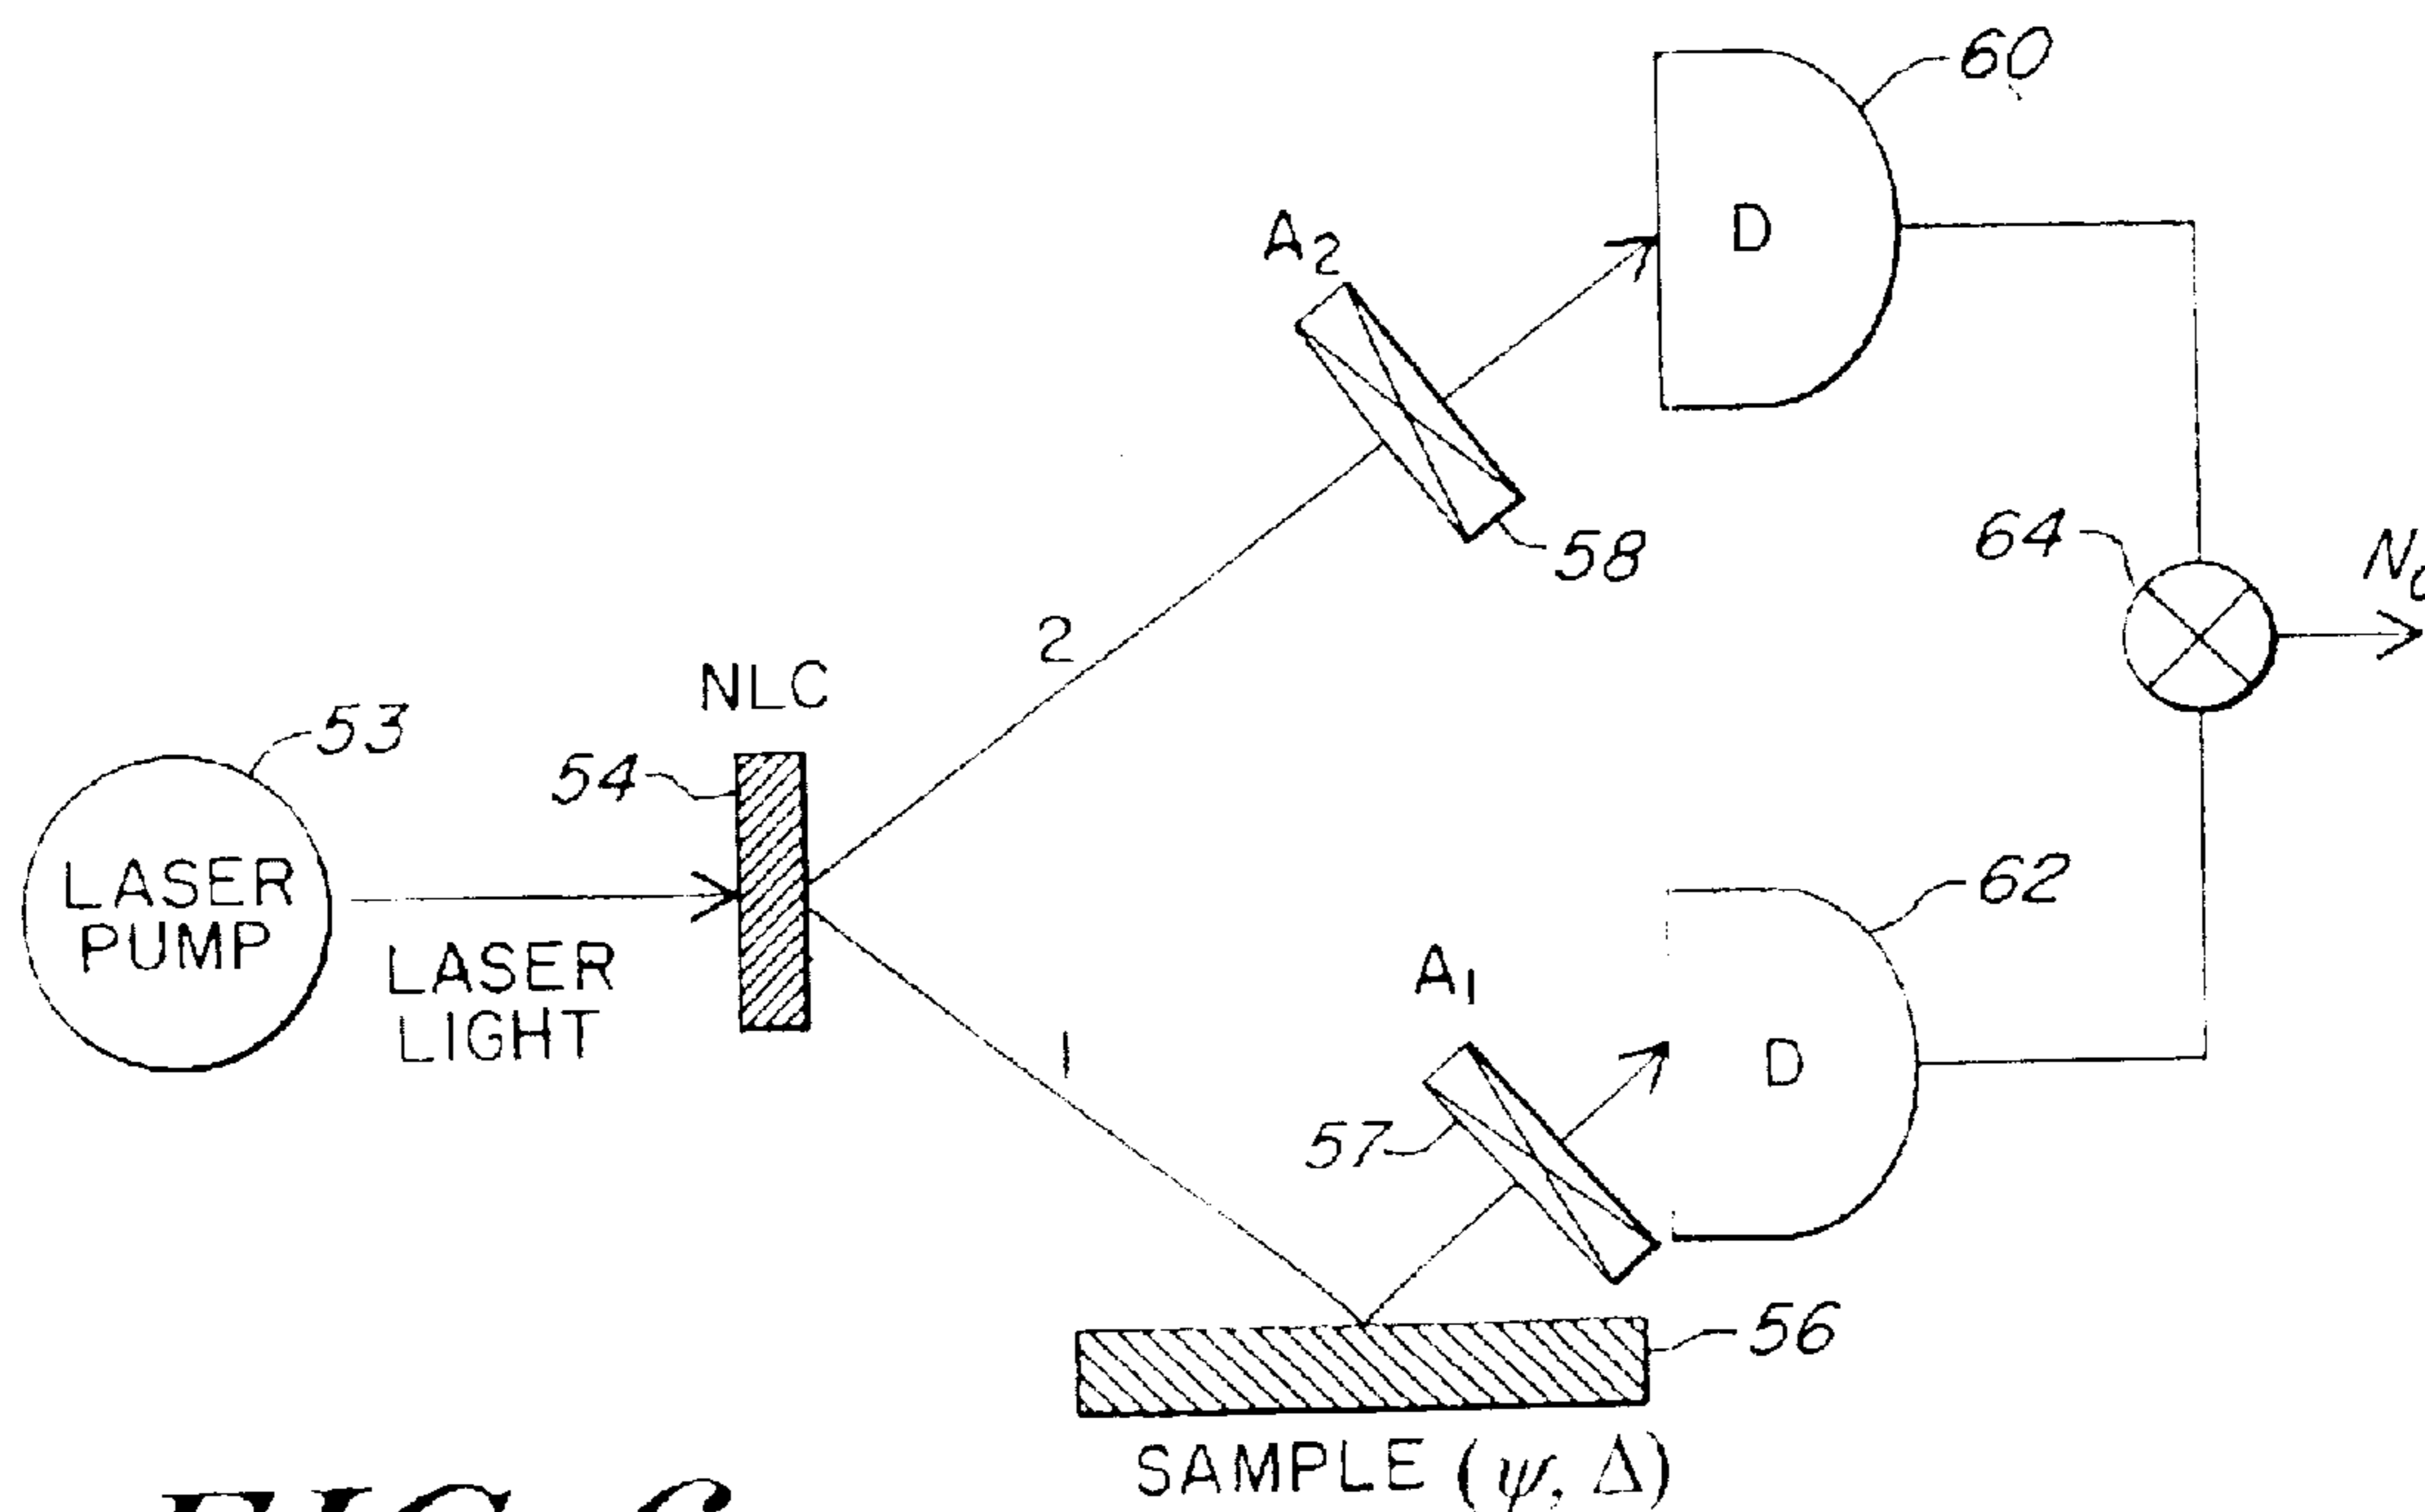 60
D
A2
58
64
2
NLC
53
54
LASER
PUMP
LASER
LIGHT
62
A1
1
D
57
56
SAMPLE (ψ, Δ)